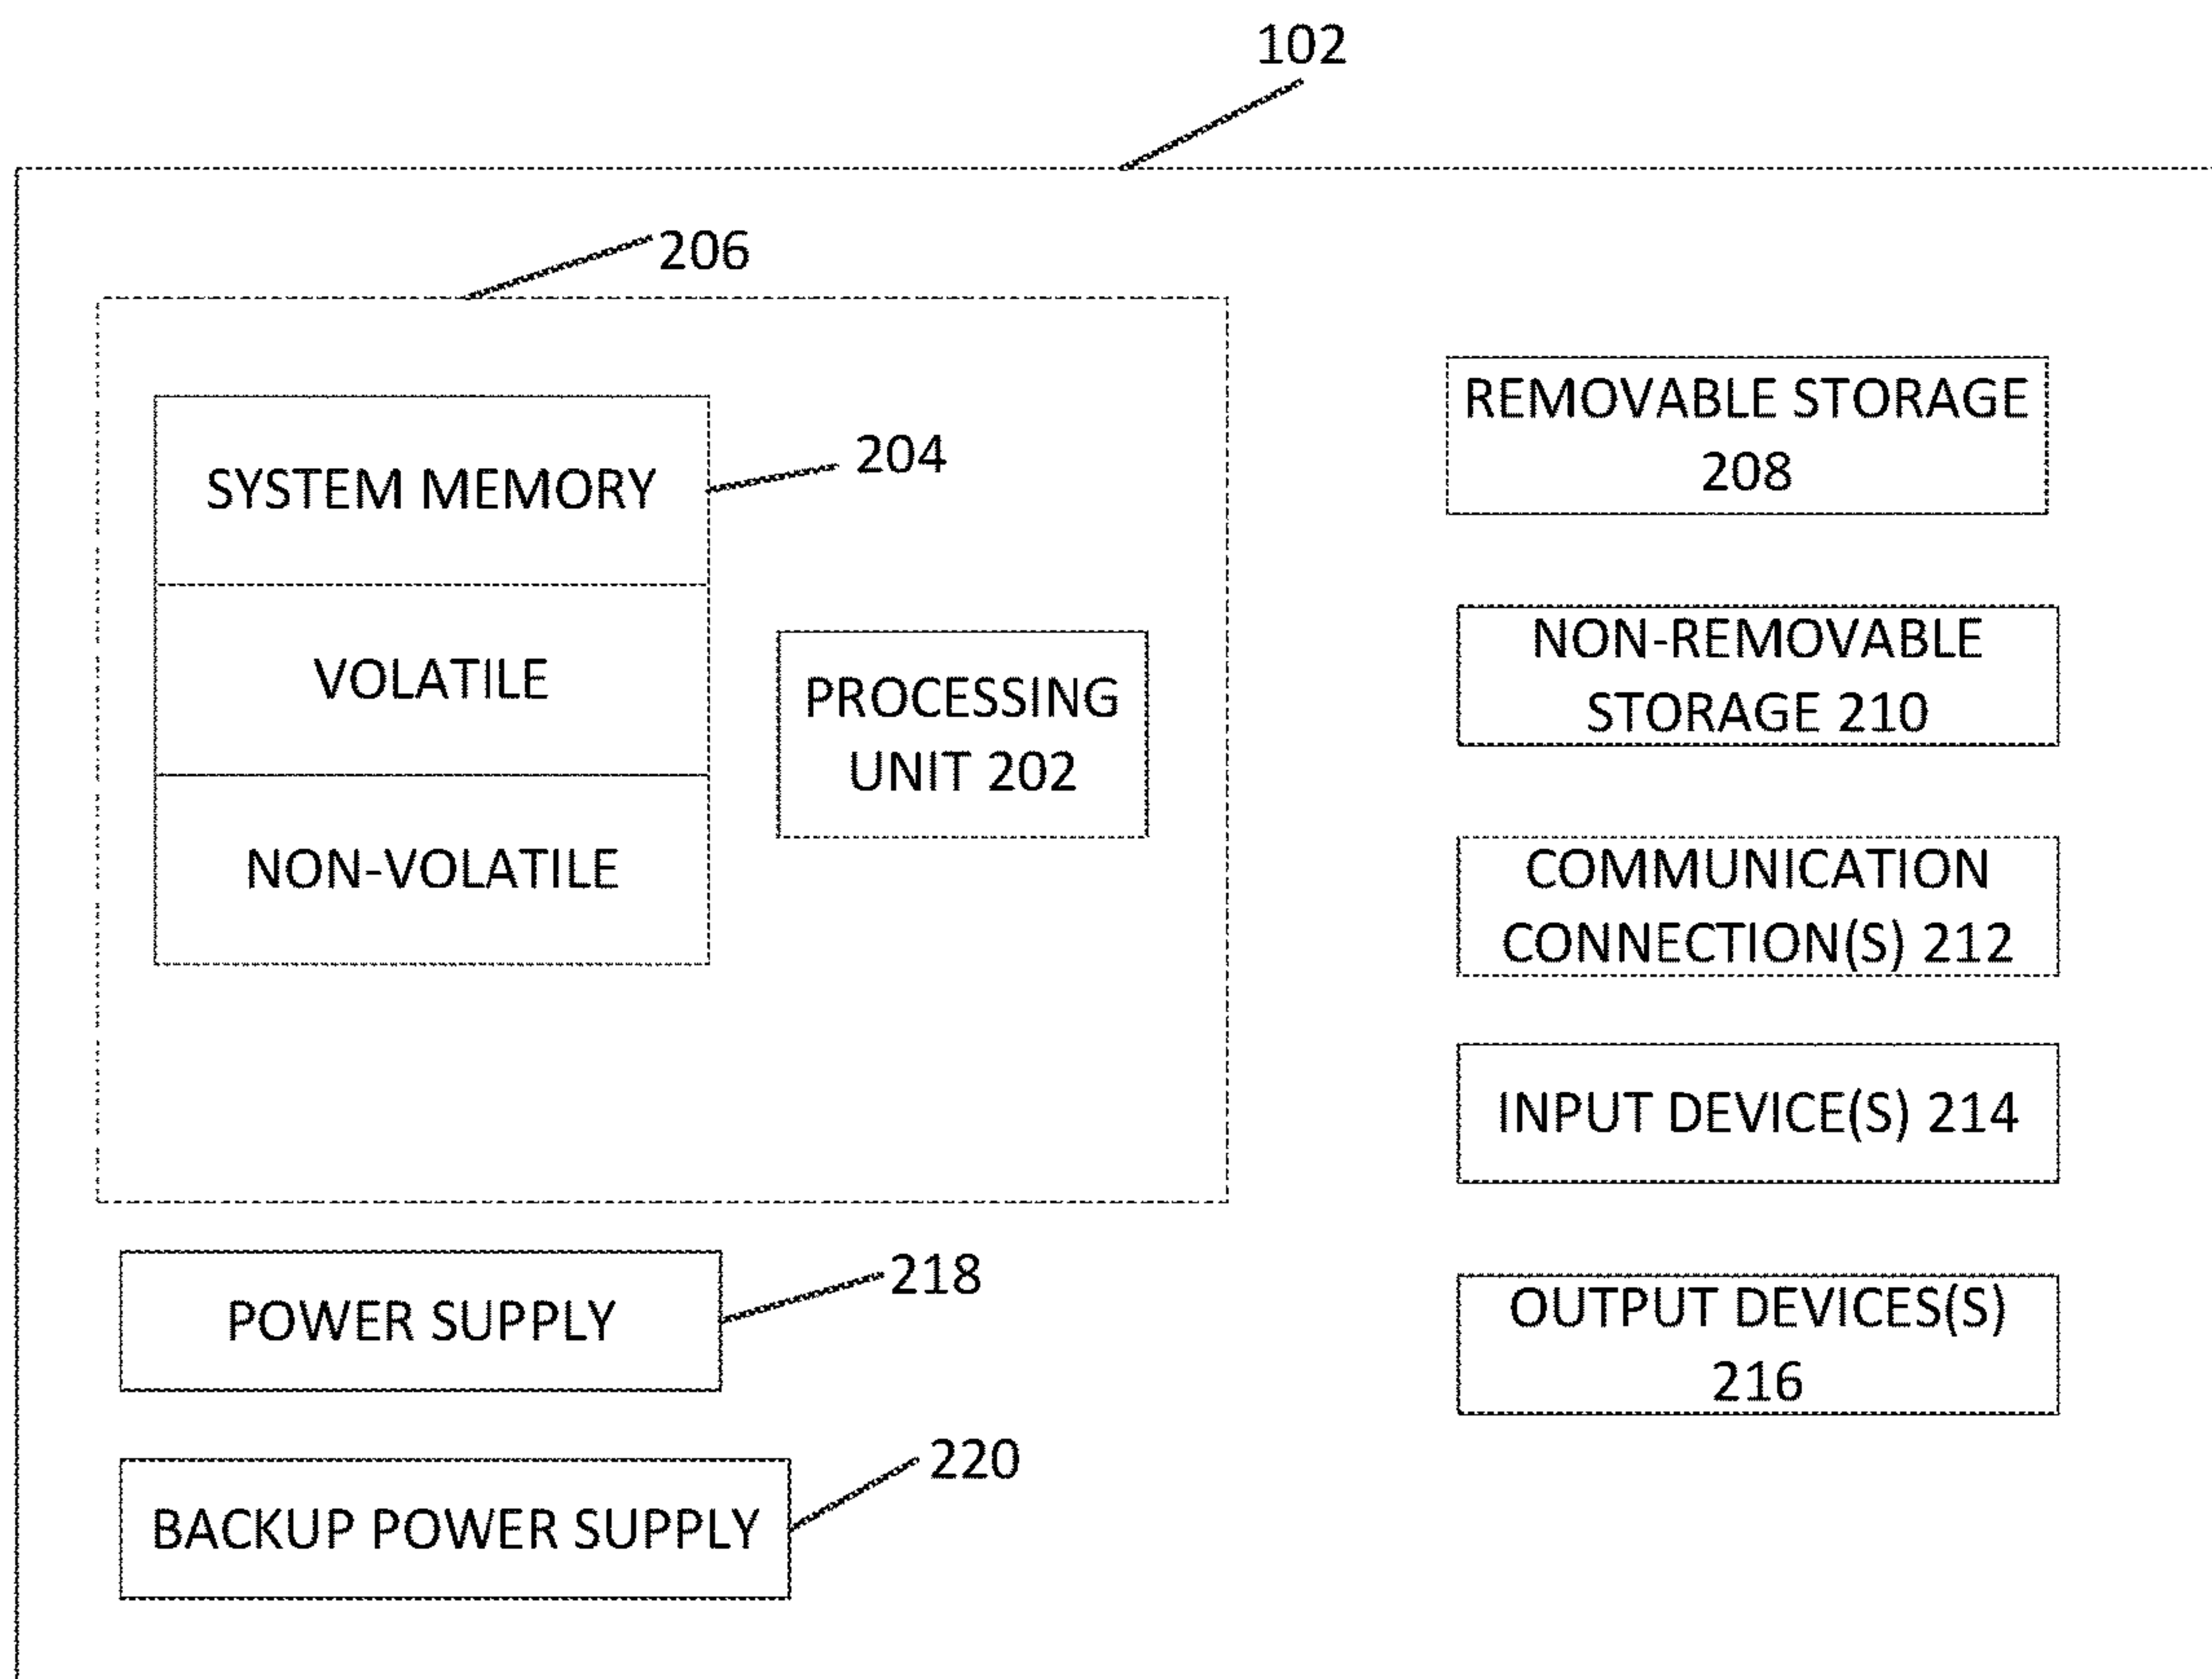 102
206
SYSTEM MEMORY
204
VOLATILE
NON-VOLATILE
PROCESSING
UNIT 202
REMOVABLE STORAGE
208
NON-REMOVABLE
STORAGE 210
COMMUNICATION
CONNECTION(S) 212
INPUT DEVICE(S) 214
OUTPUT DEVICES(S)
216
POWER SUPPLY
218
BACKUP POWER SUPPLY
220